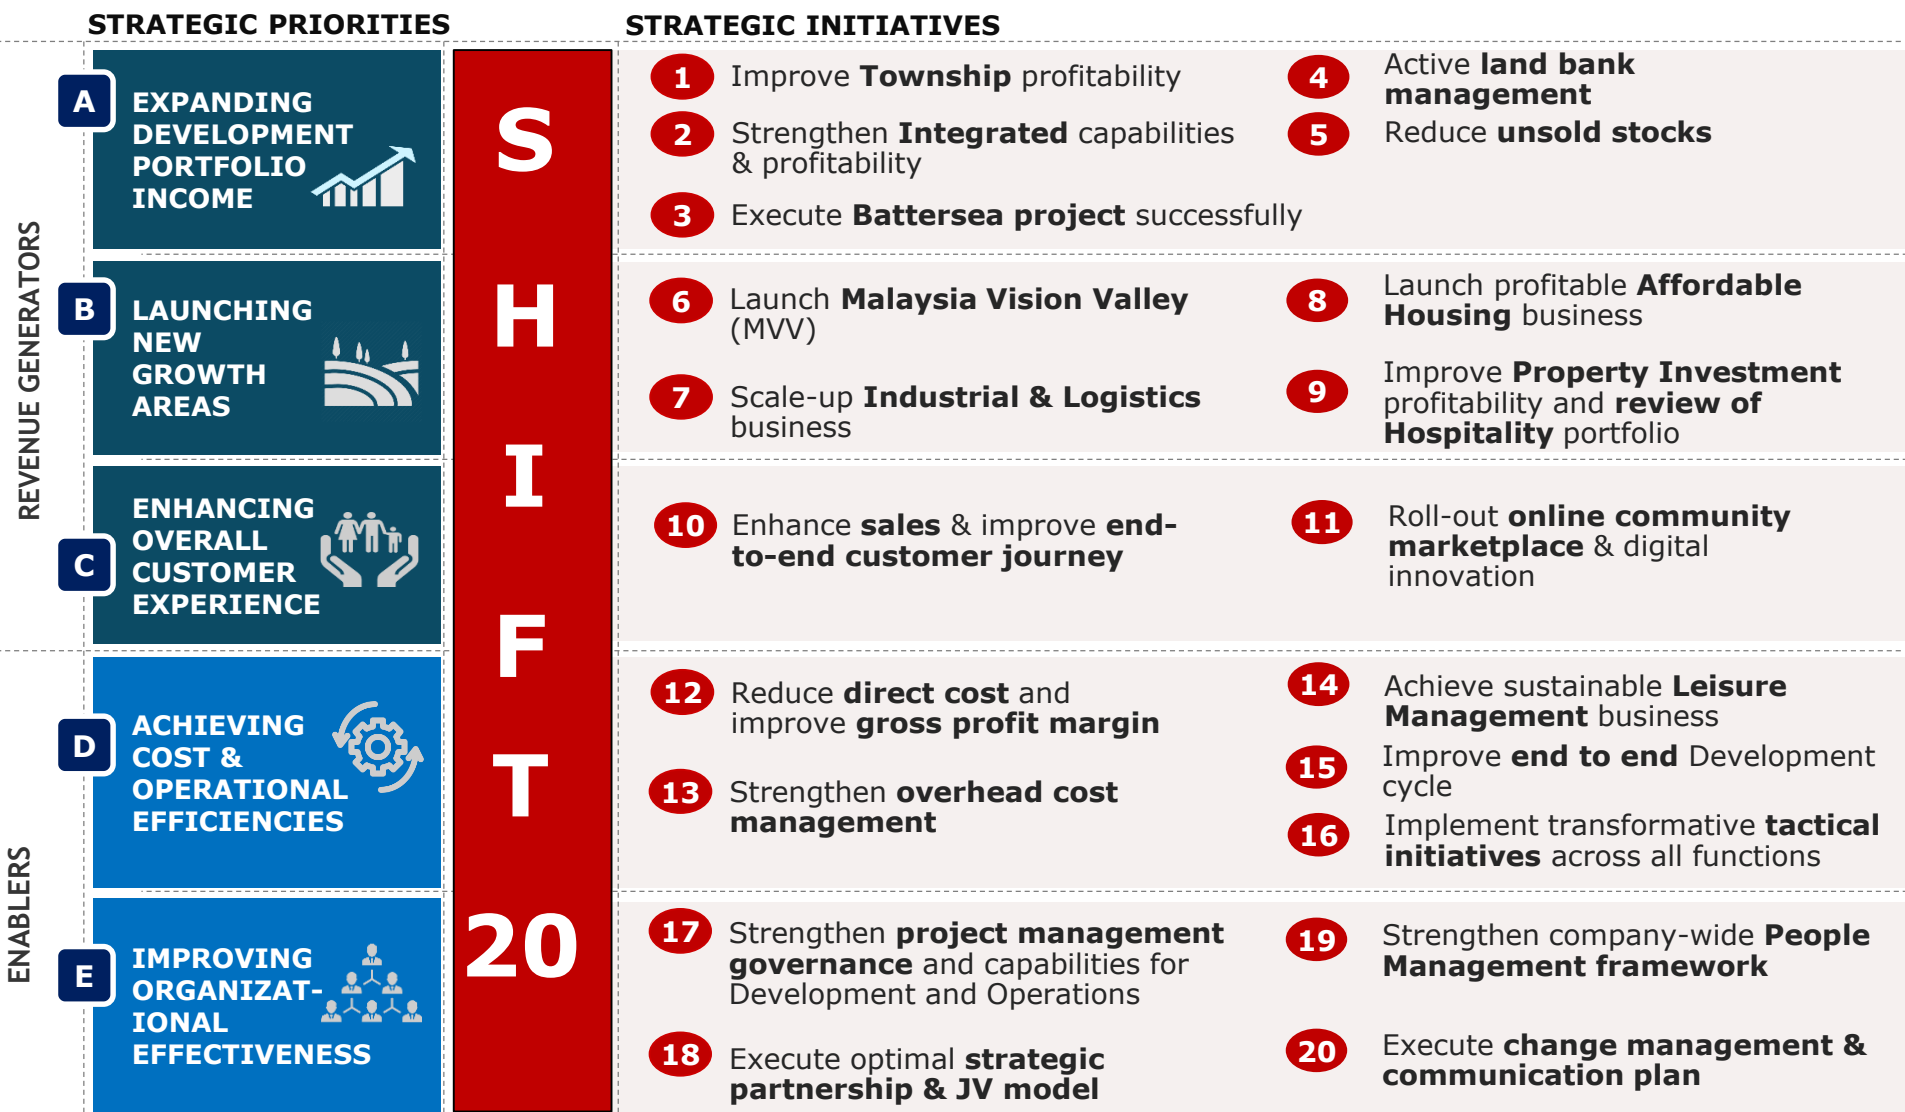 STRATEGIC PRIORITIES
STRATEGIC INITIATIVES
REVENUE GENERATORS
A
EXPANDING
DEVELOPMENT
PORTFOLIO
INCOME
B
LAUNCHING
NEW
GROWTH
AREAS
C
ENHANCING
OVERALL
CUSTOMER
EXPERIENCE
ENABLERS
D
ACHIEVING
COST &
OPERATIONAL
EFFICIENCIES
E
IMPROVING
ORGANIZAT-
IONAL
EFFECTIVENESS
S
H
I
F
T
20
1 Improve Township profitability
2 Strengthen Integrated capabilities
& profitability
3 Execute Battersea project successfully
4 Active land bank
management
5 Reduce unsold stocks
6 Launch Malaysia Vision Valley
(MVV)
7 Scale-up Industrial & Logistics
business
8 Launch profitable Affordable
Housing business
9 Improve Property Investment
profitability and review of
Hospitality portfolio
10 Enhance sales & improve end-
to-end customer journey
11 Roll-out online community
marketplace & digital
innovation
12 Reduce direct cost and
improve gross profit margin
13 Strengthen overhead cost
management
14 Achieve sustainable Leisure
Management business
15 Improve end to end Development
cycle
16 Implement transformative tactical
initiatives across all functions
17 Strengthen project management
governance and capabilities for
Development and Operations
18 Execute optimal strategic
partnership & JV model
19 Strengthen company-wide People
Management framework
20 Execute change management &
communication plan